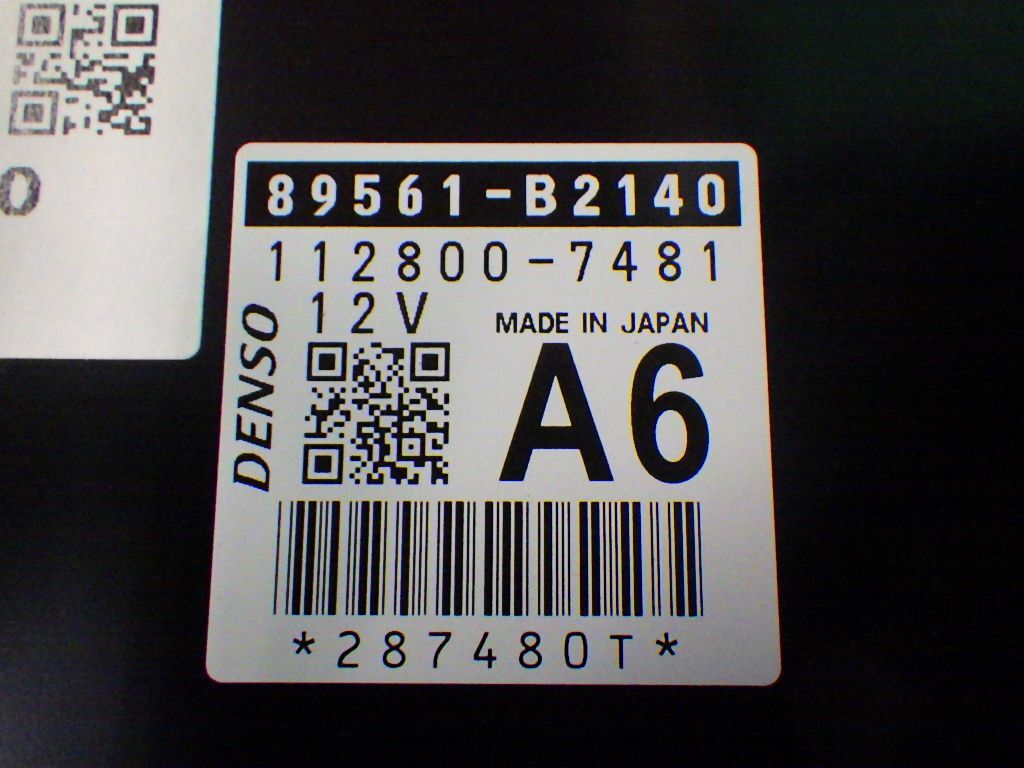 89561-B2140
112800-7481
12V
MADE IN JAPAN
DENSO
A6
*287480T*